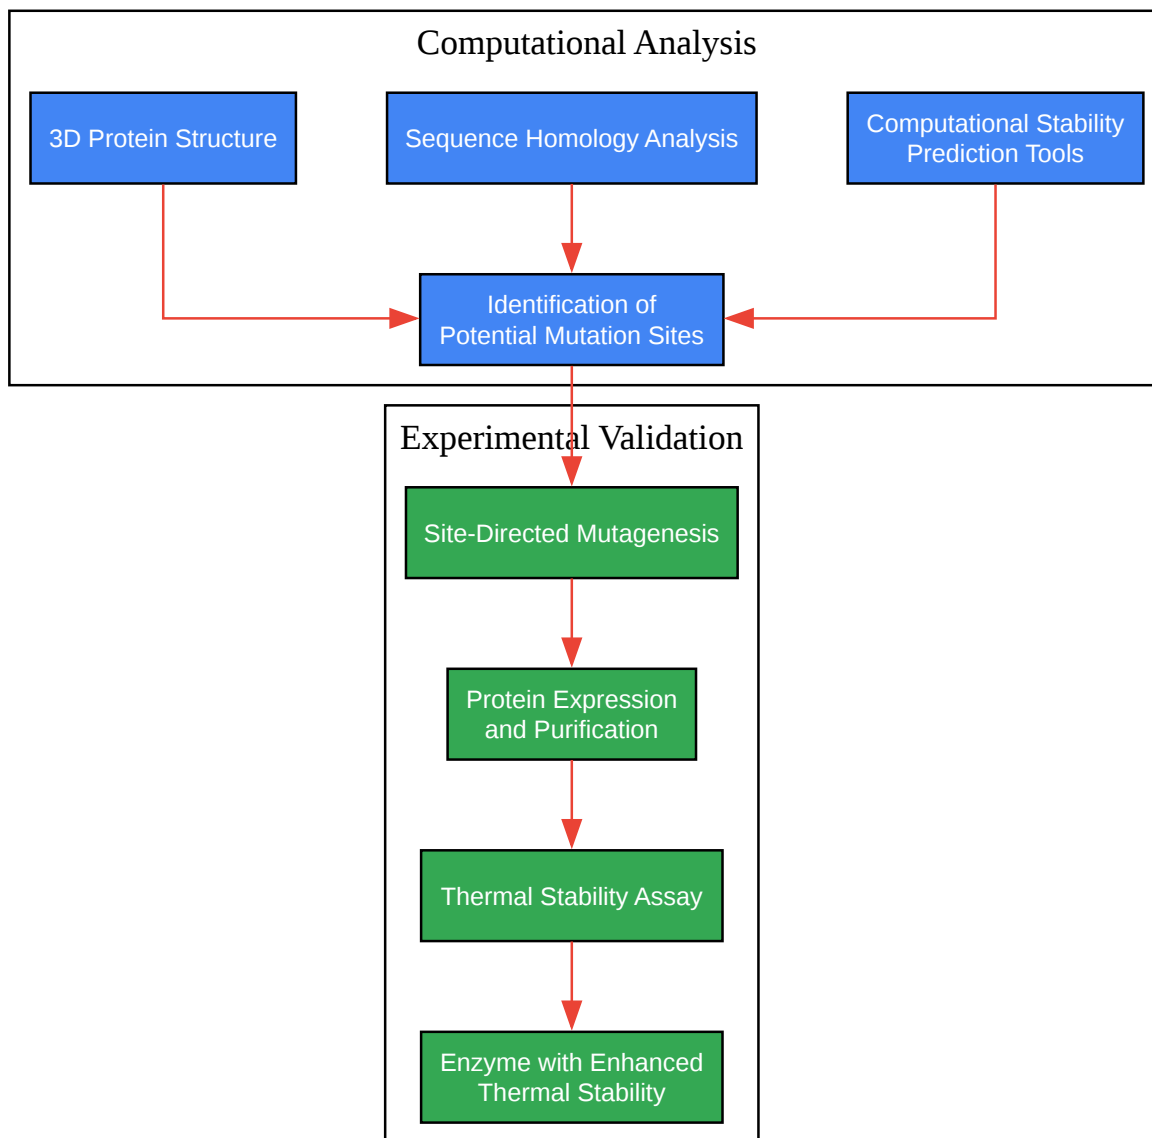 Computational Analysis
3D Protein Structure
Sequence Homology Analysis
Computational Stability
Prediction Tools
Identification of
Potential Mutation Sites
Experimental Validation
Site-Directed Mutagenesis
Protein Expression
and Purification
Thermal Stability Assay
Enzyme with Enhanced
Thermal Stability